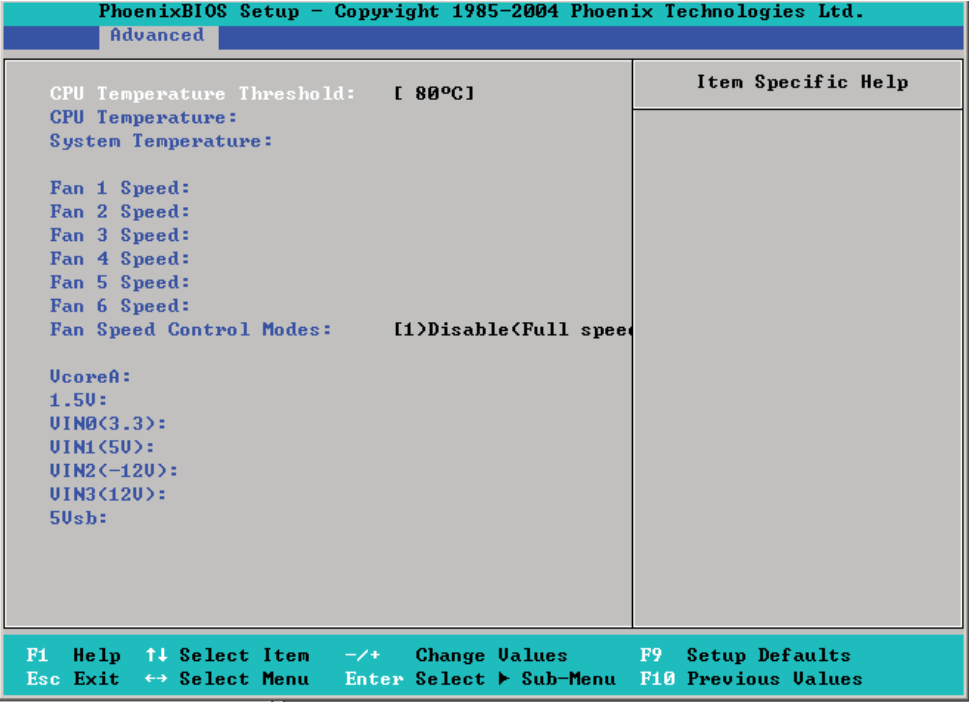 PhoenixBIOS Setup - Copyright 1985-2004 Phoenix Technologies Ltd.
Advanced
Item Specific Help
CPU Temperature Threshold: [ 80ºC]
CPU Temperature:
System Temperature:
Fan 1 Speed:
Fan 2 Speed:
Fan 3 Speed:
Fan 4 Speed:
Fan 5 Speed:
Fan 6 Speed:
Fan Speed Control Modes: [1)Disable(Full speed
VcoreA:
1.5V:
VIN0(3.3):
VIN1(5V):
VIN2(-12V):
VIN3(12V):
5Vsb:
F1 Help ↑↓ Select Item -/+ Change Values F9 Setup Defaults
Esc Exit ↔ Select Menu Enter Select ▶ Sub-Menu F10 Previous Values